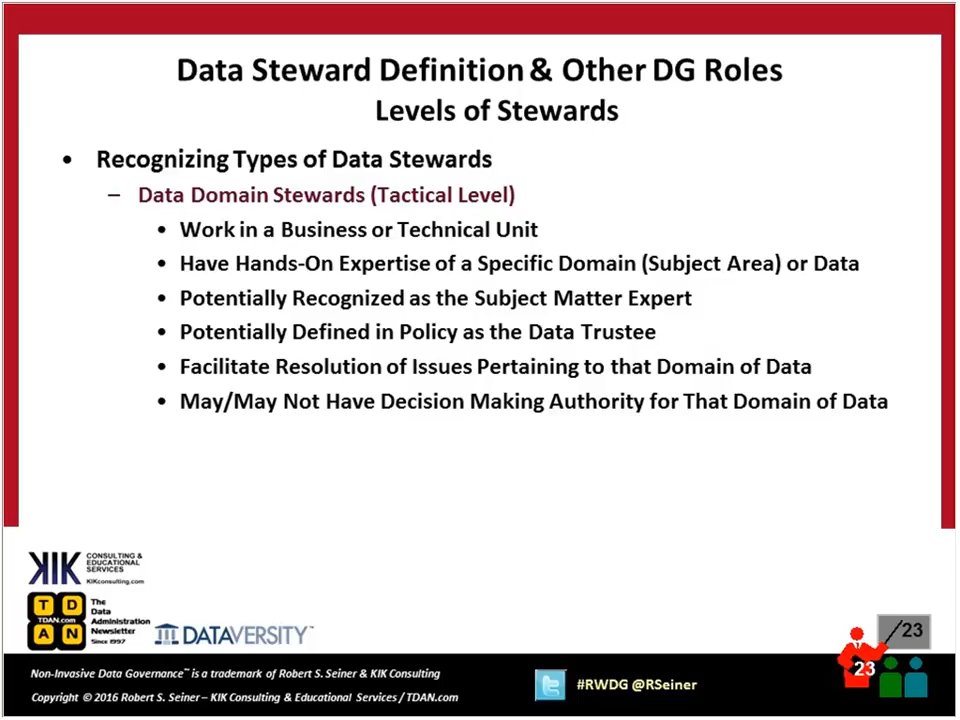 Data Steward Definition & Other DG Roles
Levels of Stewards
• Recognizing Types of Data Stewards
– Data Domain Stewards (Tactical Level)
• Work in a Business or Technical Unit
• Have Hands-On Expertise of a Specific Domain (Subject Area) or Data
• Potentially Recognized as the Subject Matter Expert
• Potentially Defined in Policy as the Data Trustee
• Facilitate Resolution of Issues Pertaining to that Domain of Data
• May/May Not Have Decision Making Authority for That Domain of Data
KIK CONSULTING &
EDUCATIONAL
SERVICES
KIKconsulting.com
T D
TDAN.com
A N
The
Data
Administration
Newsletter
Since 1997
DATAVERSITY™
/23
23
Non-Invasive Data Governance™ is a trademark of Robert S. Seiner & KIK Consulting
Copyright © 2016 Robert S. Seiner – KIK Consulting & Educational Services / TDAN.com
#RWDG @RSeiner